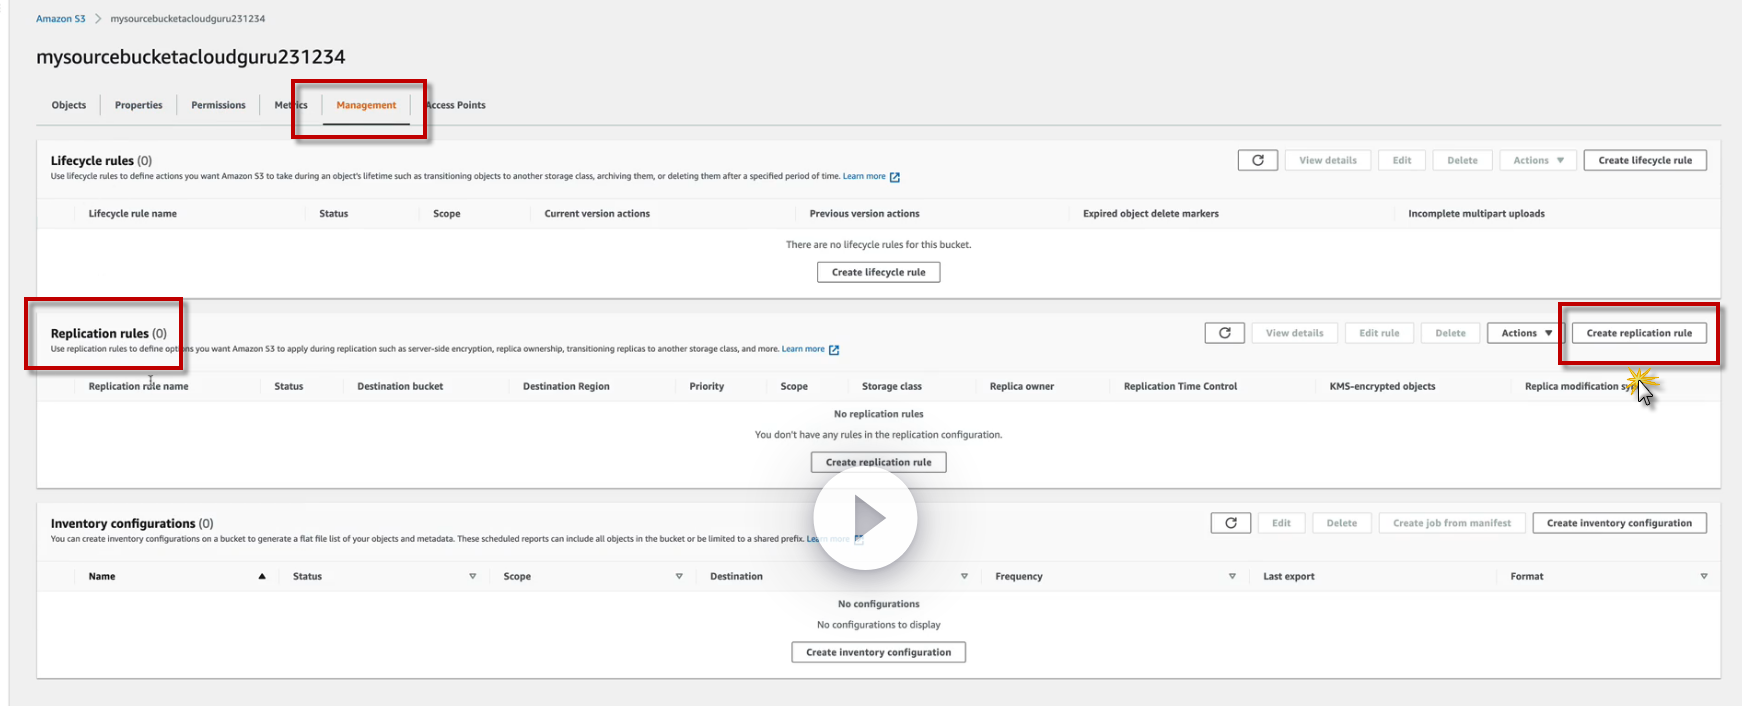 Amazon S3 > mysourcebucketacloudguru231234
mysourcebucketacloudguru231234
Objects Properties Permissions Metrics Management Access Points
Lifecycle rules (0) View details Edit Delete Actions Create lifecycle rule
Use lifecycle rules to define actions you want Amazon S3 to take during an object's lifetime such as transitioning objects to another storage class, archiving them, or deleting them after a specified period of time. Learn more
Lifecycle rule name Status Scope Current version actions Previous version actions Expired object delete markers Incomplete multipart uploads
There are no lifecycle rules for this bucket.
Create lifecycle rule
Replication rules (0) View details Edit rule Delete Actions Create replication rule
Use replication rules to define options you want Amazon S3 to apply during replication such as server-side encryption, replica ownership, transitioning replicas to another storage class, and more. Learn more
Replication rule name Status Destination bucket Destination Region Priority Scope Storage class Replica owner Replication Time Control KMS-encrypted objects Replica modification
No replication rules
You don't have any rules in the replication configuration.
Create replication rule
Inventory configurations (0) Edit Delete Create job from manifest Create inventory configuration
You can create inventory configurations on a bucket to generate a flat file list of your objects and metadata. These scheduled reports can include all objects in the bucket or be limited to a shared prefix. Learn more
Name Status Scope Destination Frequency Last export Format
No configurations
No configurations to display
Create inventory configuration